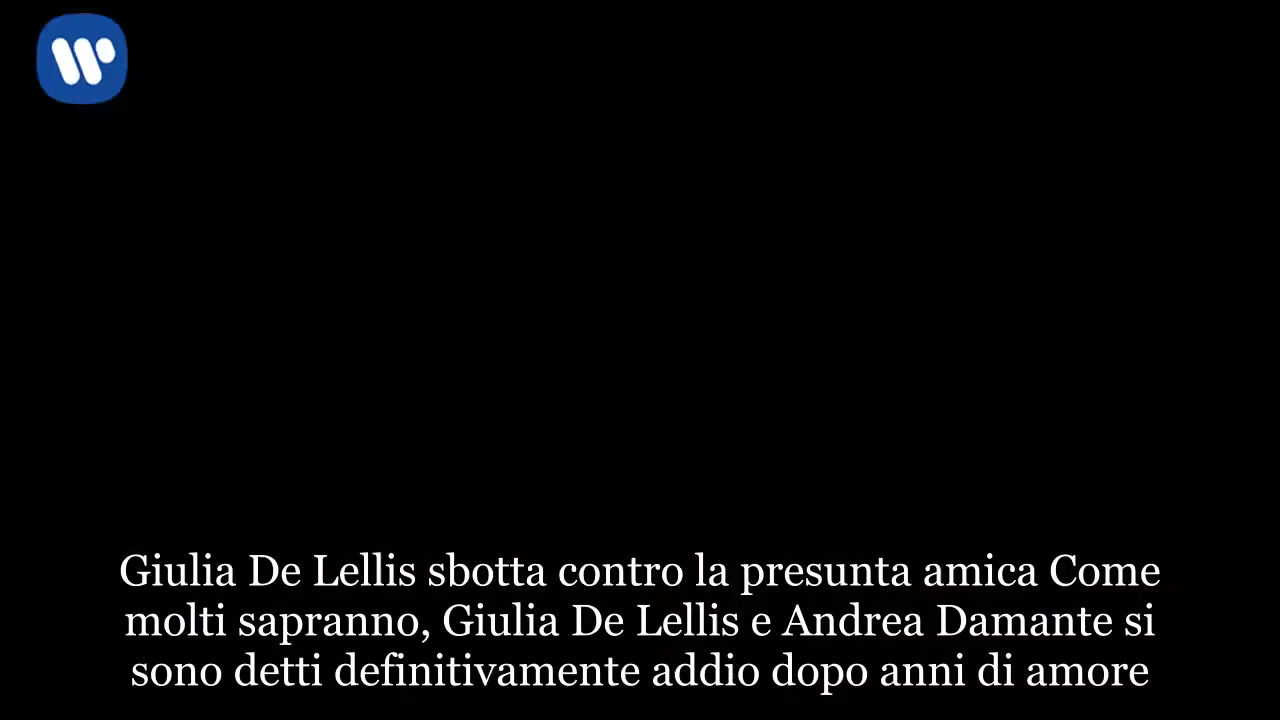 Giulia De Lellis sbotta contro la presunta amica Come
molti sapranno, Giulia De Lellis e Andrea Damante si
sono detti definitivamente addio dopo anni di amore